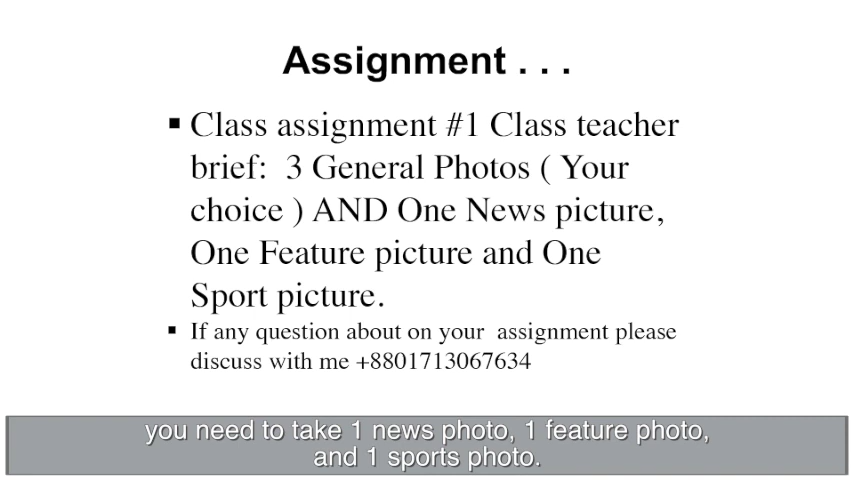 Assignment . . .
▪ Class assignment #1 Class teacher
brief:  3 General Photos ( Your
choice ) AND One News picture,
One Feature picture and One
Sport picture.
▪ If any question about on your  assignment please
discuss with me +8801713067634
you need to take 1 news photo, 1 feature photo,
and 1 sports photo.